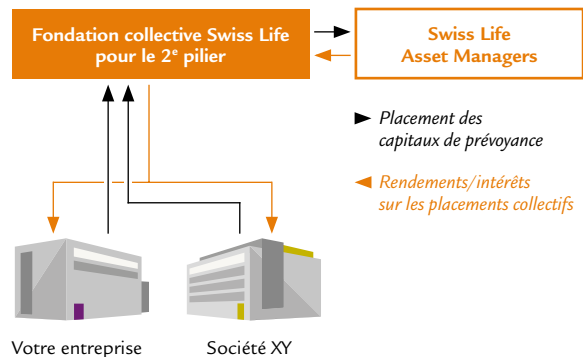 Fondation collective Swiss Life
pour le 2e pilier
Swiss Life
Asset Managers
Placement des
capitaux de prévoyance
Rendements/intérêts
sur les placements collectifs
Votre entreprise
Société XY